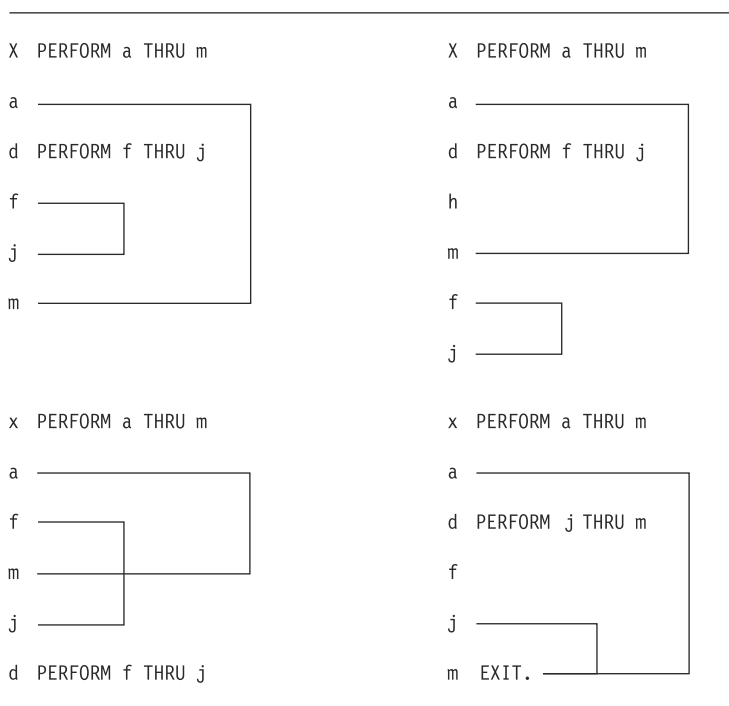 X PERFORM a THRU m
a
d PERFORM f THRU j
f
j
m
X PERFORM a THRU m
a
d PERFORM f THRU j
h
m
f
j
x PERFORM a THRU m
a
f
m
j
d PERFORM f THRU j
x PERFORM a THRU m
a
d PERFORM j THRU m
f
j
m EXIT.